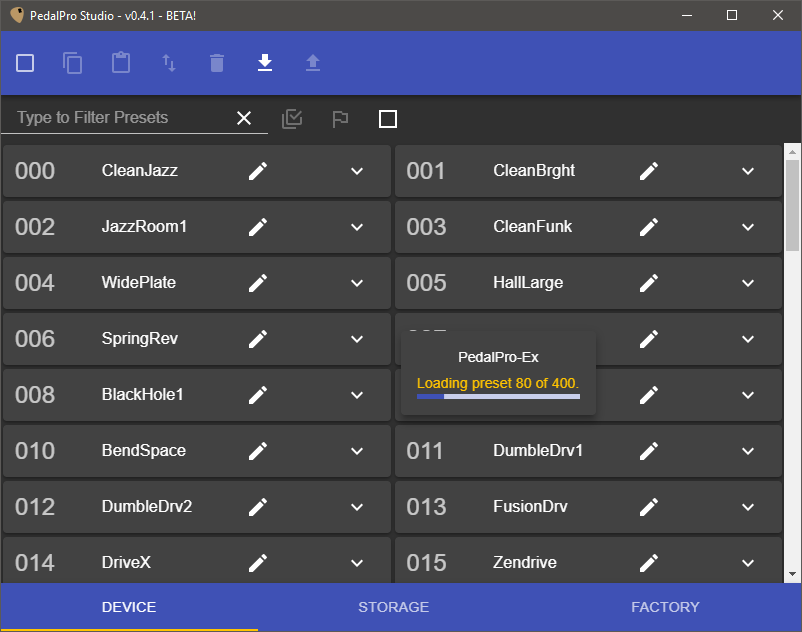 PedalPro Studio - v0.4.1 - BETA!
Type to Filter Presets
000 CleanJazz
001 CleanBrght
002 JazzRoom1
003 CleanFunk
004 WidePlate
005 HallLarge
006 SpringRev
PedalPro-Ex
Loading preset 80 of 400.
008 BlackHole1
010 BendSpace
011 DumbleDrv1
012 DumbleDrv2
013 FusionDrv
014 DriveX
015 Zendrive
DEVICE STORAGE FACTORY